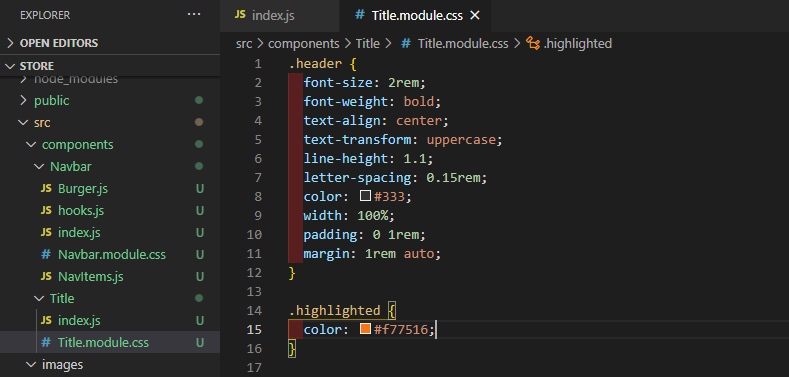 EXPLORER
OPEN EDITORS
STORE
node_modules
public
src
components
Navbar
JS Burger.js U
JS hooks.js U
JS index.js U
# Navbar.module.css U
JS NavItems.js U
Title
JS index.js U
# Title.module.css U
images
JS index.js
# Title.module.css ×
src > components > Title > # Title.module.css > .highlighted
1 .header {
2 font-size: 2rem;
3 font-weight: bold;
4 text-align: center;
5 text-transform: uppercase;
6 line-height: 1.1;
7 letter-spacing: 0.15rem;
8 color: #333;
9 width: 100%;
10 padding: 0 1rem;
11 margin: 1rem auto;
12 }
13
14 .highlighted {
15 color: #f77516;
16 }
17